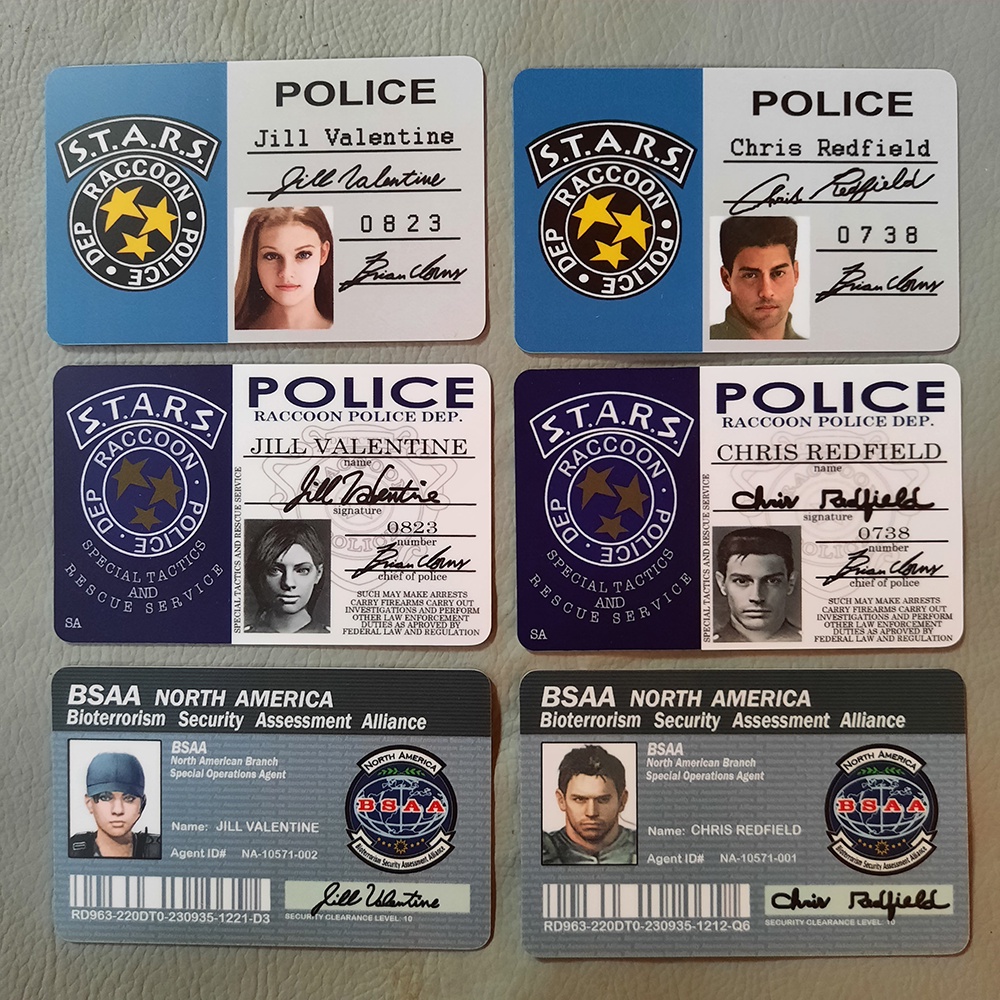 POLICE
S.T.A.R.S.
RACCOON
POLICE
DEP
Jill Valentine
Jill Valentine
0823
Brian Irons
POLICE
S.T.A.R.S.
RACCOON
POLICE
DEP
Chris Redfield
Chris Redfield
0738
Brian Irons
POLICE
RACCOON POLICE DEP.
S.T.A.R.S.
RACCOON
POLICE
DEP
SPECIAL TACTICS
AND
RESCUE SERVICE
SA
SPECIAL TACTICS AND RESCUE SERVICE
JILL VALENTINE
name
Jill Valentine
signature
0823
number
Brian Irons
chief of police
SUCH MAY MAKE ARRESTS
CARRY FIREARMS CARRY OUT
INVESTIGATIONS AND PERFORM
OTHER LAW ENFORCEMENT
DUTIES AS APROVED BY
FEDERAL LAW AND REGULATION
POLICE
RACCOON POLICE DEP.
S.T.A.R.S.
RACCOON
POLICE
DEP
SPECIAL TACTICS
AND
RESCUE SERVICE
SA
SPECIAL TACTICS AND RESCUE SERVICE
CHRIS REDFIELD
name
Chris Redfield
signature
0738
number
Brian Irons
chief of police
SUCH MAY MAKE ARRESTS
CARRY FIREARMS CARRY OUT
INVESTIGATIONS AND PERFORM
OTHER LAW ENFORCEMENT
DUTIES AS APROVED BY
FEDERAL LAW AND REGULATION
BSAA NORTH AMERICA
Bioterrorism Security Assessment Alliance
BSAA
North American Branch
Special Operations Agent
Name: JILL VALENTINE
Agent ID# NA-10571-002
NORTH AMERICA
BSAA
Bioterrorism Security Assessment Alliance
RD963-220DT0-230935-1221-D3
Jill Valentine
SECURITY CLEARANCE LEVEL: 10
BSAA NORTH AMERICA
Bioterrorism Security Assessment Alliance
BSAA
North American Branch
Special Operations Agent
Name: CHRIS REDFIELD
Agent ID# NA-10571-001
NORTH AMERICA
BSAA
Bioterrorism Security Assessment Alliance
RD963-220DT0-230935-1212-Q6
Chris Redfield
SECURITY CLEARANCE LEVEL: 10